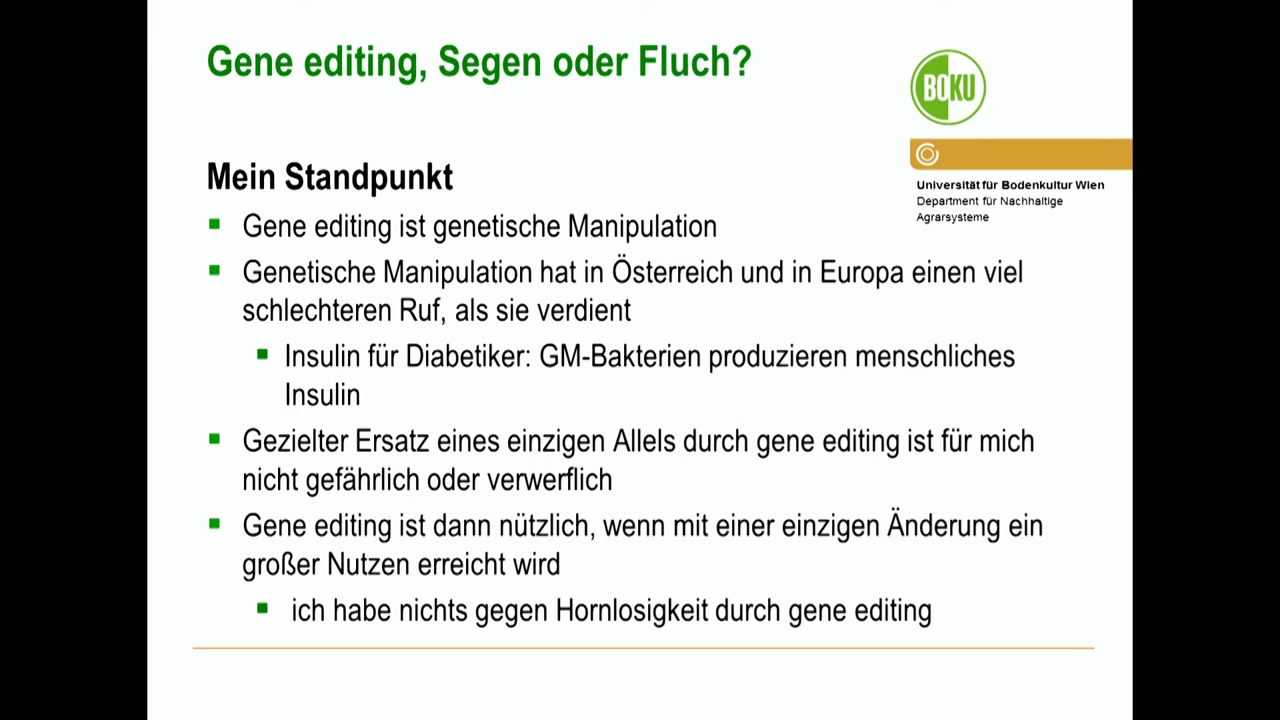 Gene editing, Segen oder Fluch?
BOKU
Universität für Bodenkultur Wien
Department für Nachhaltige
Agrarsysteme
Mein Standpunkt
Gene editing ist genetische Manipulation
Genetische Manipulation hat in Österreich und in Europa einen viel
schlechteren Ruf, als sie verdient
Insulin für Diabetiker: GM-Bakterien produzieren menschliches
Insulin
Gezielter Ersatz eines einzigen Allels durch gene editing ist für mich
nicht gefährlich oder verwerflich
Gene editing ist dann nützlich, wenn mit einer einzigen Änderung ein
großer Nutzen erreicht wird
ich habe nichts gegen Hornlosigkeit durch gene editing